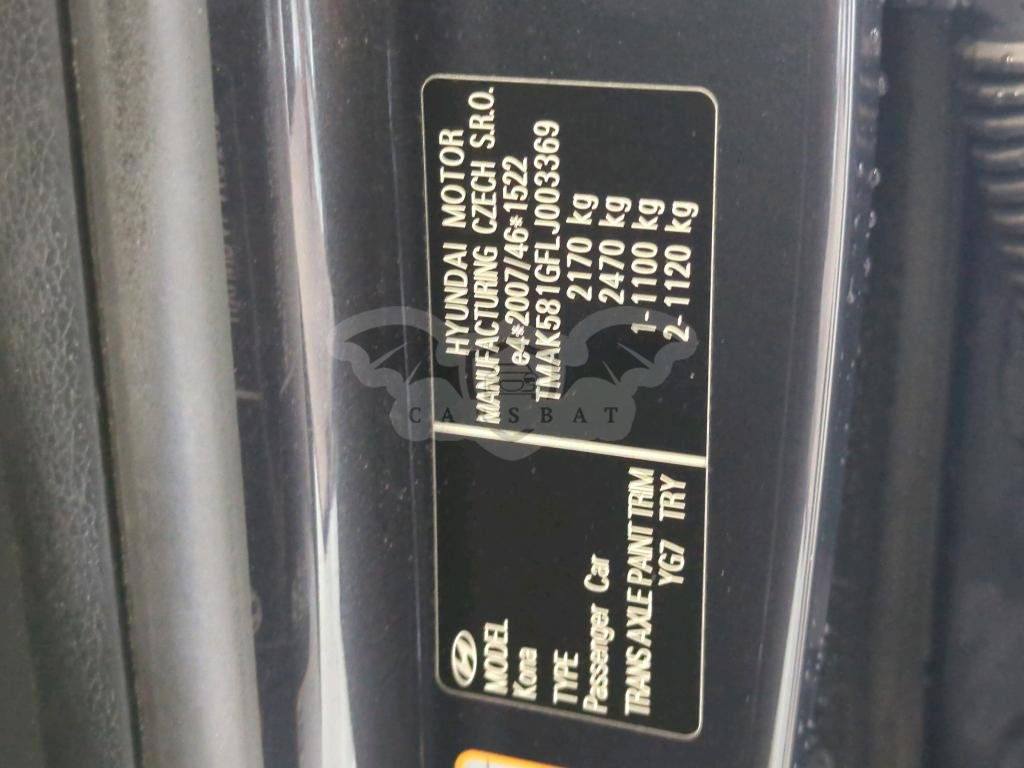 MODEL
Kona
TYPE
Passenger Car
TRANS AXLE PAINT TRIM
YG7 TRY
HYUNDAI MOTOR
MANUFACTURING CZECH S.R.O.
e4*2007/46*1522
TMAK581GFLJ003369
2170 kg
2470 kg
1- 1100 kg
2- 1120 kg
CARSBAT